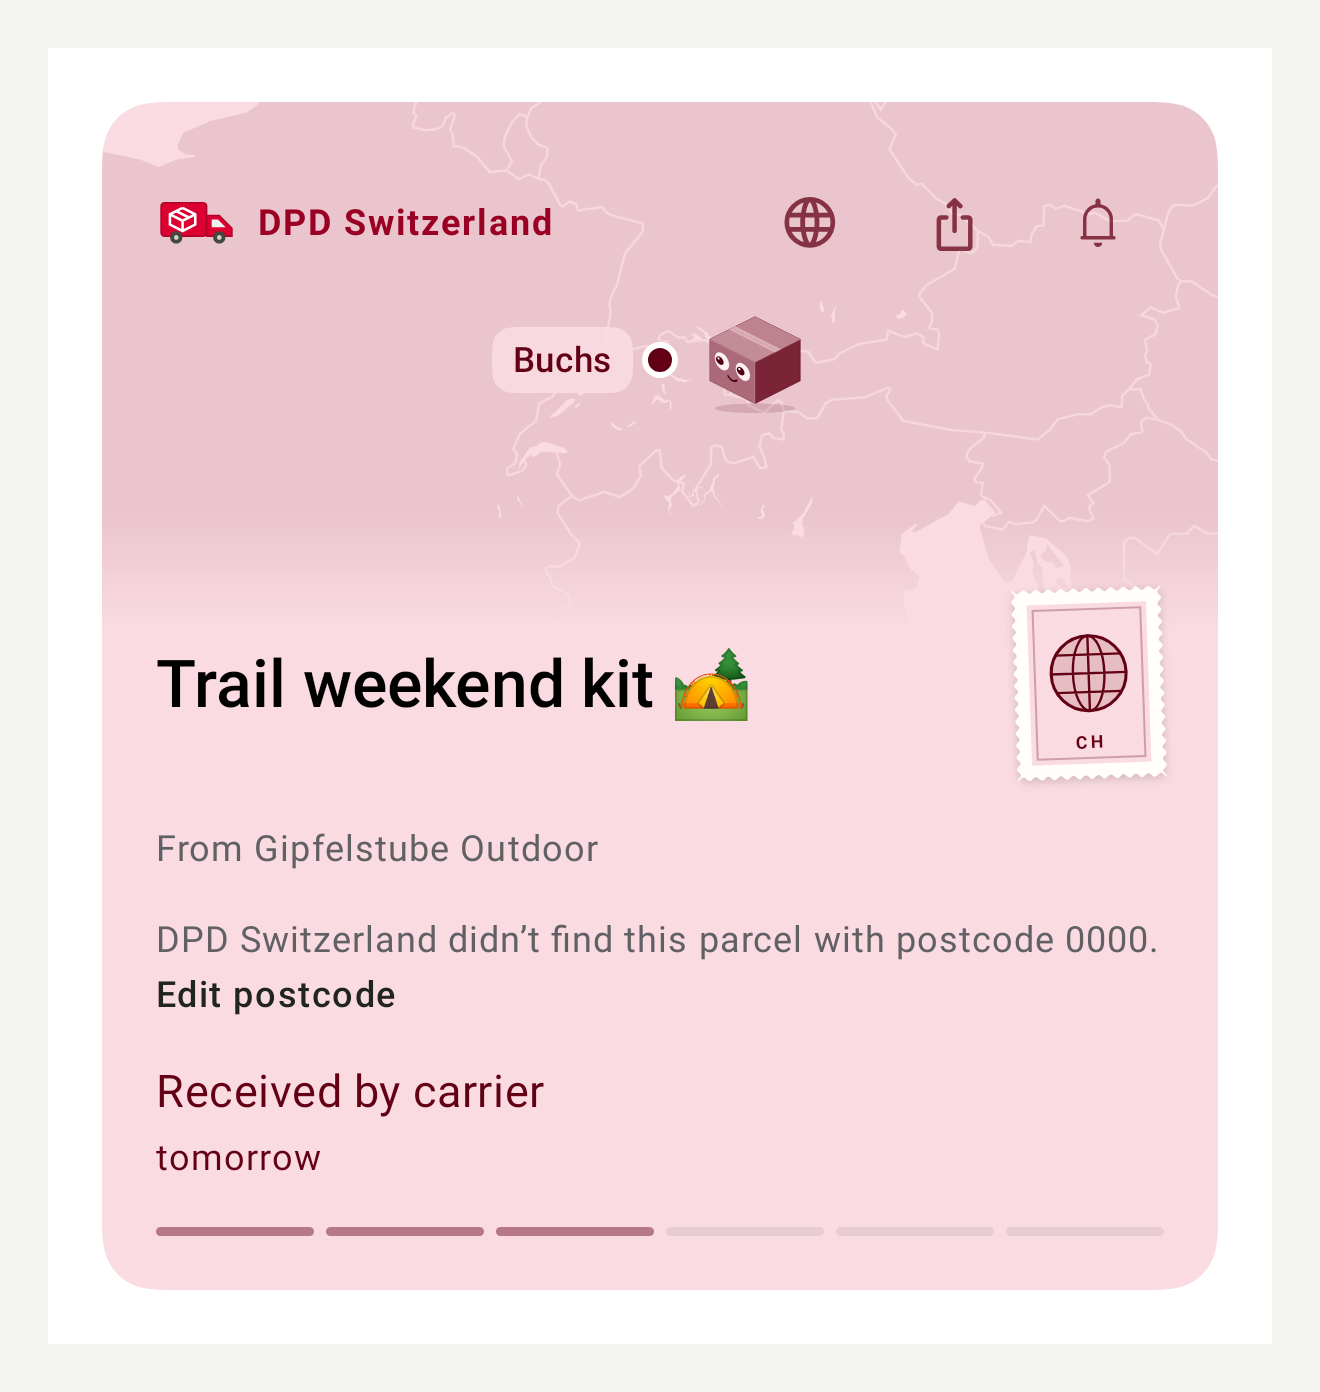 DPD Switzerland
Buchs
Trail weekend kit
CH
From Gipfelstube Outdoor
DPD Switzerland didn’t find this parcel with postcode 0000.
Edit postcode
Received by carrier
tomorrow